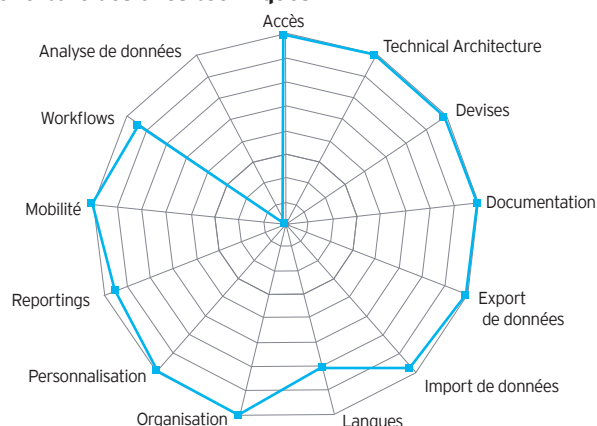 Accès
Technical Architecture
Analyse de données
Devises
Workflows
Documentation
Mobilité
Export
de données
Reportings
Import de données
Personnalisation
Organisation
Langues